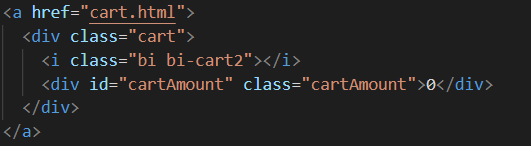 <a href="cart.html">
<div class="cart">
<i class="bi bi-cart2"></i>
<div id="cartAmount" class="cartAmount">0</div>
</div>
</a>